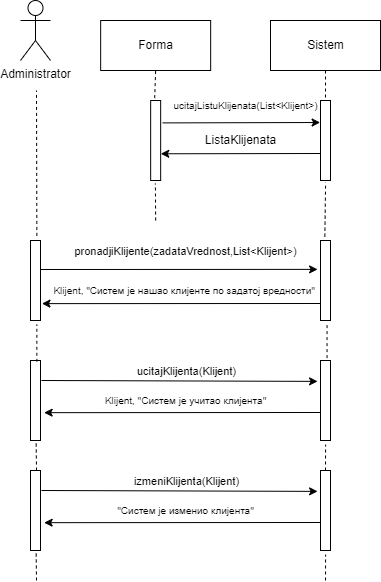 Forma
Sistem
Administrator
ucitajListuKlijenata(List<Klijent>)
ListaKlijenata
pronadjiKlijente(zadataVrednost,List<Klijent>)
Klijent, "Систем је нашао клијенте по задатој вредности"
ucitajKlijenta(Klijent)
Klijent, "Систем је учитао клијента"
izmeniKlijenta(Klijent)
"Систем је изменио клијента"